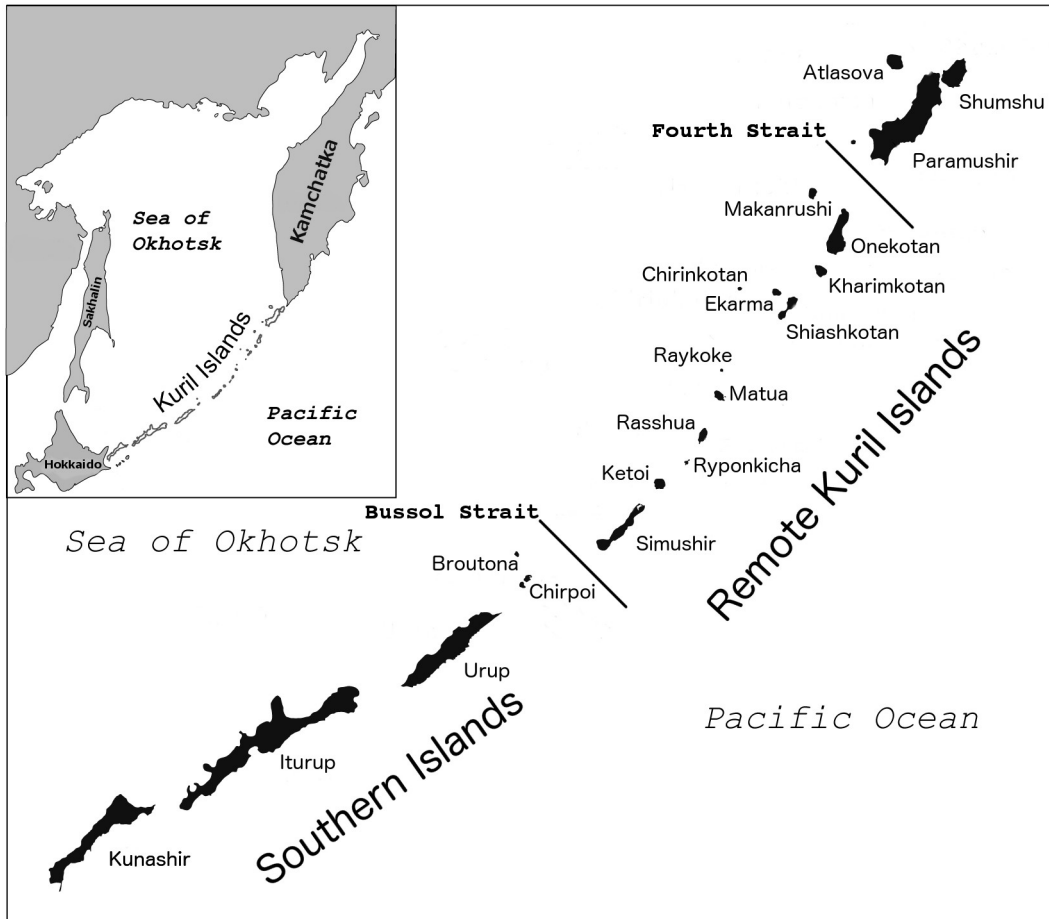 Kamchatka
Sea of
Okhotsk
Sakhalin
Kuril Islands
Pacific
Ocean
Hokkaido
Atlasova
Shumshu
Fourth Strait
Paramushir
Makanrushi
Onekotan
Chirinkotan
Kharimkotan
Ekarma
Shiashkotan
Raykoke
Matua
Rasshua
Ryponkicha
Ketoi
Remote Kuril Islands
Bussol Strait
Simushir
Sea of Okhotsk
Broutona
Chirpoi
Urup
Pacific Ocean
Iturup
Southern Islands
Kunashir